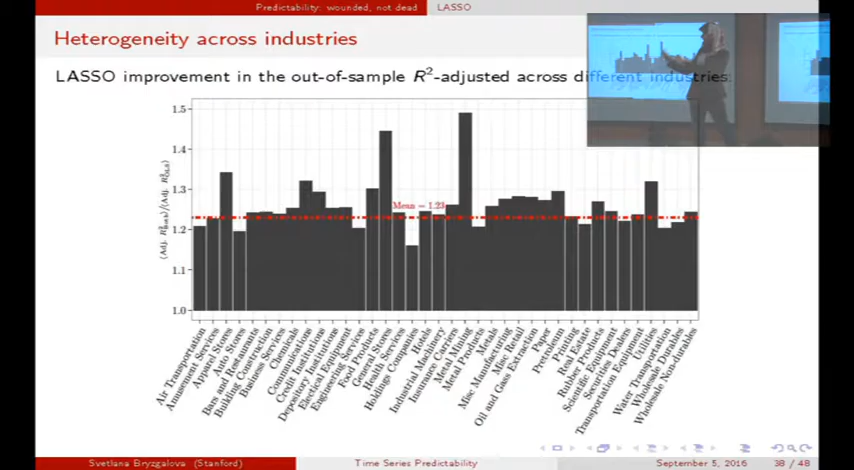 Predictability: wounded, not dead LASSO
Heterogeneity across industries
LASSO improvement in the out-of-sample R²-adjusted across different industries:
1.5
1.4
1.3
1.2
1.1
1.0
Mean = 1.23
Air Transportation
Amusement Services
Apparel Stores
Auto Stores
Bars and Restaurants
Building Construction
Business Services
Chemicals
Communications
Credit Institutions
Depository Institutions
Electrical Equipment
Engineering Services
Food Products
General Stores
Health Services
Holdings Companies
Hotels
Industrial Machinery
Insurance Carriers
Metal Mining
Metal Products
Metals
Misc Manufacturing
Misc Retail
Oil and Gas Extraction
Paper
Petroleum
Printing
Real Estate
Rubber Products
Scientific Equipment
Securities Dealers
Transportation Equipment
Utilities
Water Transportation
Wholesale Durables
Wholesale Non-durables
Svetlana Bryzgalova (Stanford) Time Series Predictability September 5, 2016 38 / 48